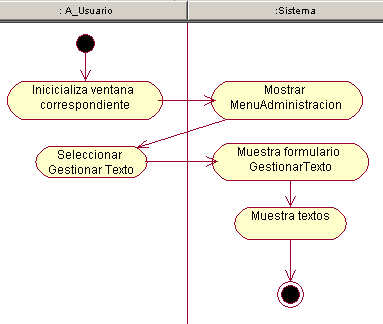 : A_Usuario
:Sistema
Inicicializa ventana
correspondiente
Mostrar
MenuAdministracion
Seleccionar
Gestionar Texto
Muestra formulario
GestionarTexto
Muestra textos